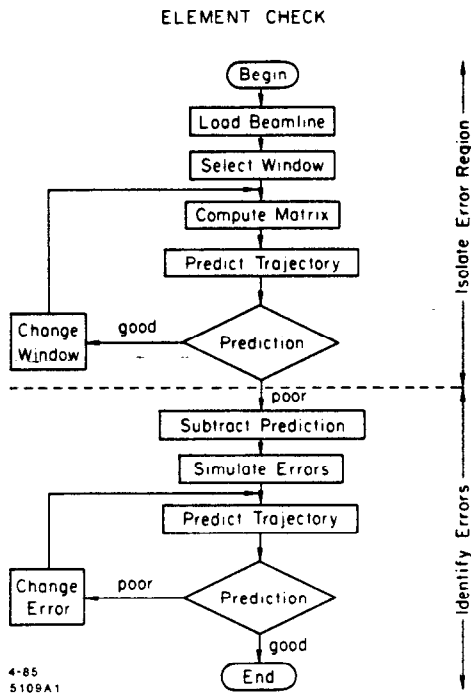 ELEMENT CHECK
Begin
Load Beamline
Select Window
Compute Matrix
Predict Trajectory
Change
Window
good
Prediction
poor
Isolate Error Region
Subtract Prediction
Simulate Errors
Predict Trajectory
Change
Error
poor
Prediction
good
End
Identify Errors
4-85
5109A1